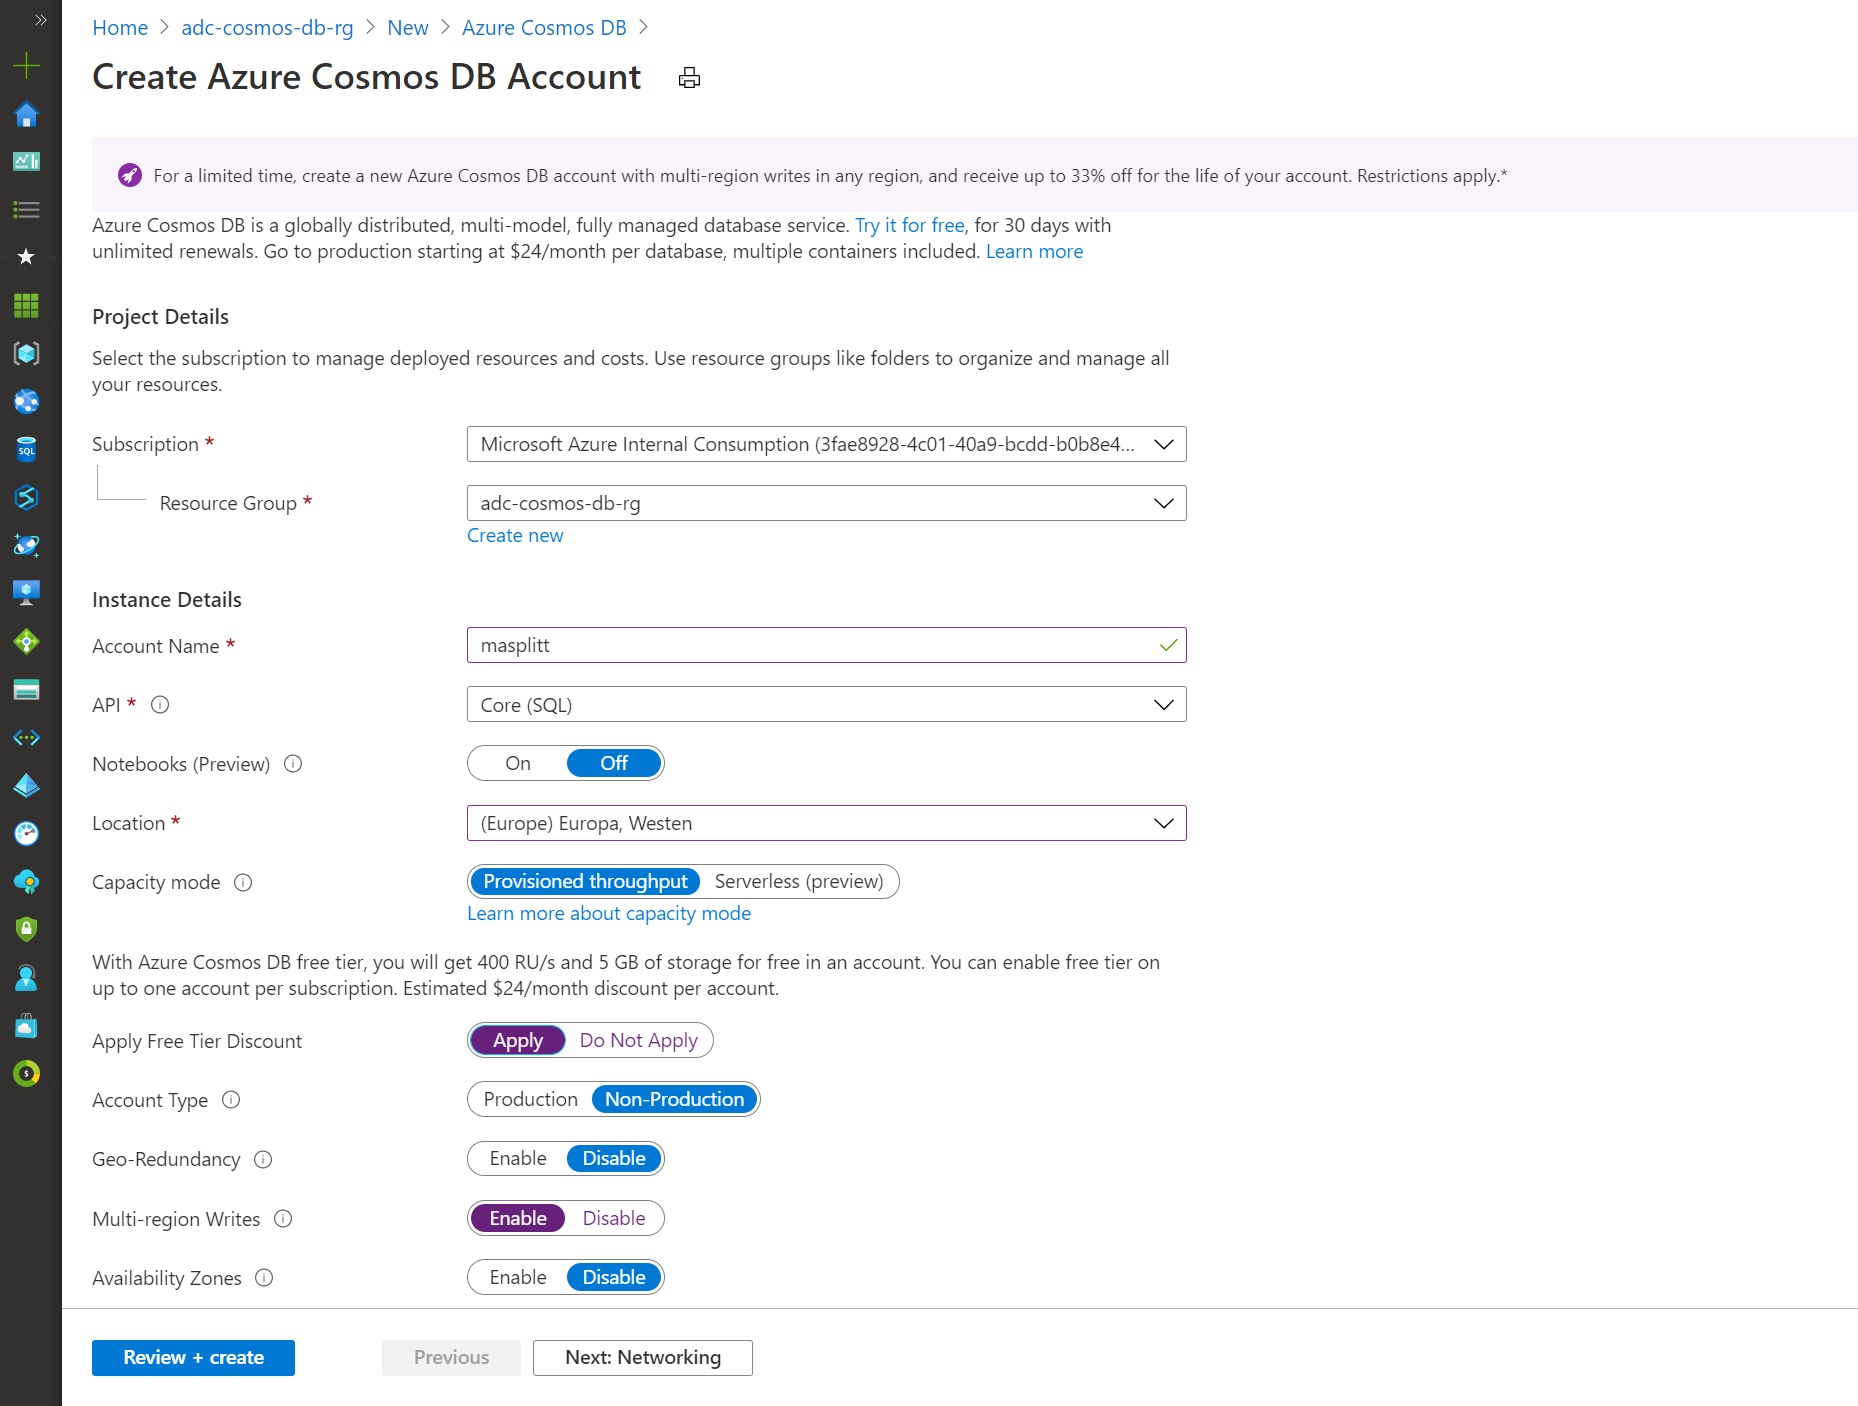 Home > adc-cosmos-db-rg > New > Azure Cosmos DB >
Create Azure Cosmos DB Account
For a limited time, create a new Azure Cosmos DB account with multi-region writes in any region, and receive up to 33% off for the life of your account. Restrictions apply.*
Azure Cosmos DB is a globally distributed, multi-model, fully managed database service. Try it for free, for 30 days with
unlimited renewals. Go to production starting at $24/month per database, multiple containers included. Learn more
Project Details
Select the subscription to manage deployed resources and costs. Use resource groups like folders to organize and manage all
your resources.
Subscription * Microsoft Azure Internal Consumption (3fae8928-4c01-40a9-bcdd-b0b8e4...
Resource Group * adc-cosmos-db-rg
Create new
Instance Details
Account Name * masplitt
API * Core (SQL)
Notebooks (Preview) On Off
Location * (Europe) Europa, Westen
Capacity mode Provisioned throughput Serverless (preview)
Learn more about capacity mode
With Azure Cosmos DB free tier, you will get 400 RU/s and 5 GB of storage for free in an account. You can enable free tier on
up to one account per subscription. Estimated $24/month discount per account.
Apply Free Tier Discount Apply Do Not Apply
Account Type Production Non-Production
Geo-Redundancy Enable Disable
Multi-region Writes Enable Disable
Availability Zones Enable Disable
Review + create Previous Next: Networking
SQL